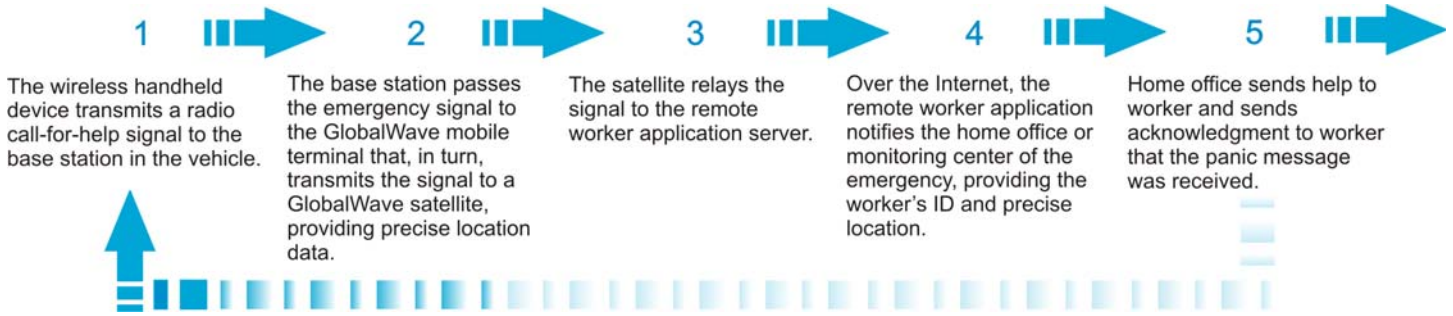 1
The wireless handheld
device transmits a radio
call-for-help signal to the
base station in the vehicle.
2
The base station passes
the emergency signal to
the GlobalWave mobile
terminal that, in turn,
transmits the signal to a
GlobalWave satellite,
providing precise location
data.
3
The satellite relays the
signal to the remote
worker application server.
4
Over the Internet, the
remote worker application
notifies the home office or
monitoring center of the
emergency, providing the
worker's ID and precise
location.
5
Home office sends help to
worker and sends
acknowledgment to worker
that the panic message
was received.